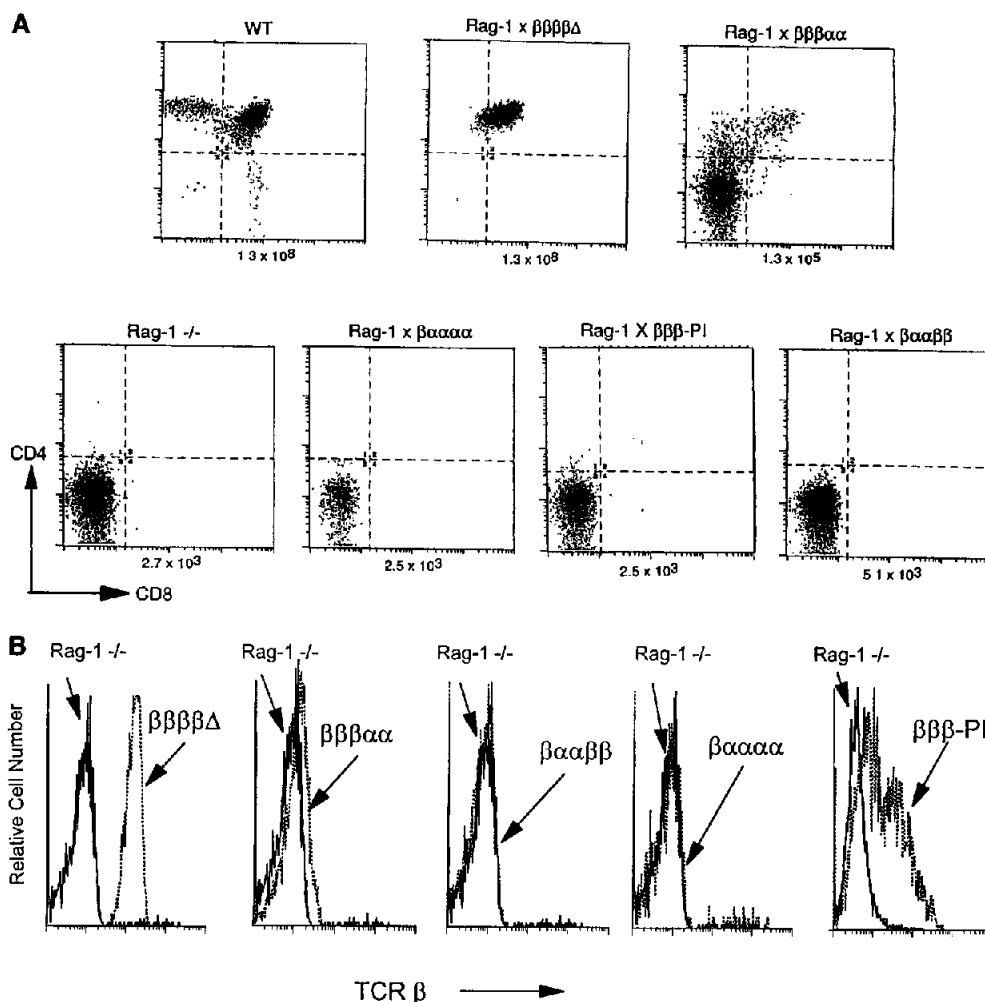 A
WT
Rag-1 x ββββΔ
Rag-1 x βββαα
1 3 x 10⁸
1.3 x 10⁸
1.3 x 10⁵
Rag-1 -/-
Rag-1 x βαααα
Rag-1 X βββ-PI
Rag-1 x βααββ
CD4
CD8
2.7 x 10³
2.5 x 10³
2.5 x 10³
5 1 x 10³
B
Rag-1 -/-
Rag-1 -/-
Rag-1 -/-
Rag-1 -/-
Rag-1 -/-
ββββΔ
βββαα
βααββ
βαααα
βββ-PI
Relative Cell Number
TCR β